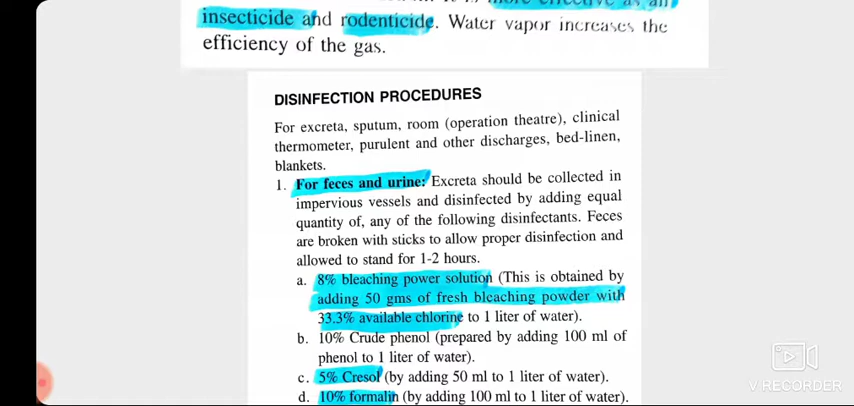 insecticide and rodenticide. Water vapor increases the
efficiency of the gas.
DISINFECTION PROCEDURES
For excreta, sputum, room (operation theatre), clinical
thermometer, purulent and other discharges, bed-linen,
blankets.
1. For feces and urine: Excreta should be collected in
impervious vessels and disinfected by adding equal
quantity of, any of the following disinfectants. Feces
are broken with sticks to allow proper disinfection and
allowed to stand for 1-2 hours.
a. 8% bleaching power solution (This is obtained by
adding 50 gms of fresh bleaching powder with
33.3% available chlorine to 1 liter of water).
b. 10% Crude phenol (prepared by adding 100 ml of
phenol to 1 liter of water).
c. 5% Cresol (by adding 50 ml to 1 liter of water).
d. 10% formalin (by adding 100 ml to 1 liter of water).
V RECORDER